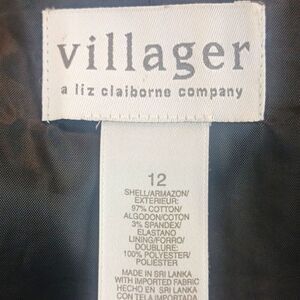 villager
a liz claiborne company
12
SHELL/ARMAZON/
EXTERIEUR:
97% COTTON/
ALGODON/COTON
3% SPANDEX/
ELASTANO
LINING/FORRO/
DOUBLURE:
100% POLYESTER/
POLIESTER
MADE IN SRI LANKA
WITH IMPORTED FABRIC
HECHO EN SRI LANKA
CON TELA IMPORTADA